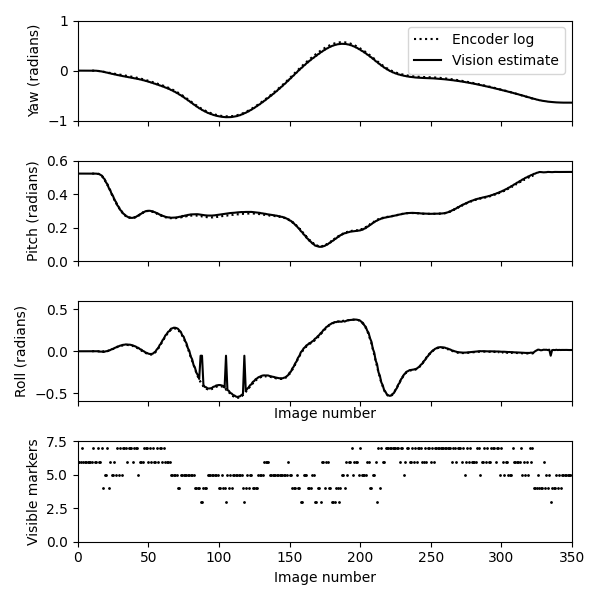 1
0
−1
Yaw (radians)
Encoder log
Vision estimate
0.6
0.4
0.2
0.0
Pitch (radians)
0.5
0.0
−0.5
Roll (radians)
Image number
7.5
5.0
2.5
0.0
Visible markers
0 50 100 150 200 250 300 350
Image number